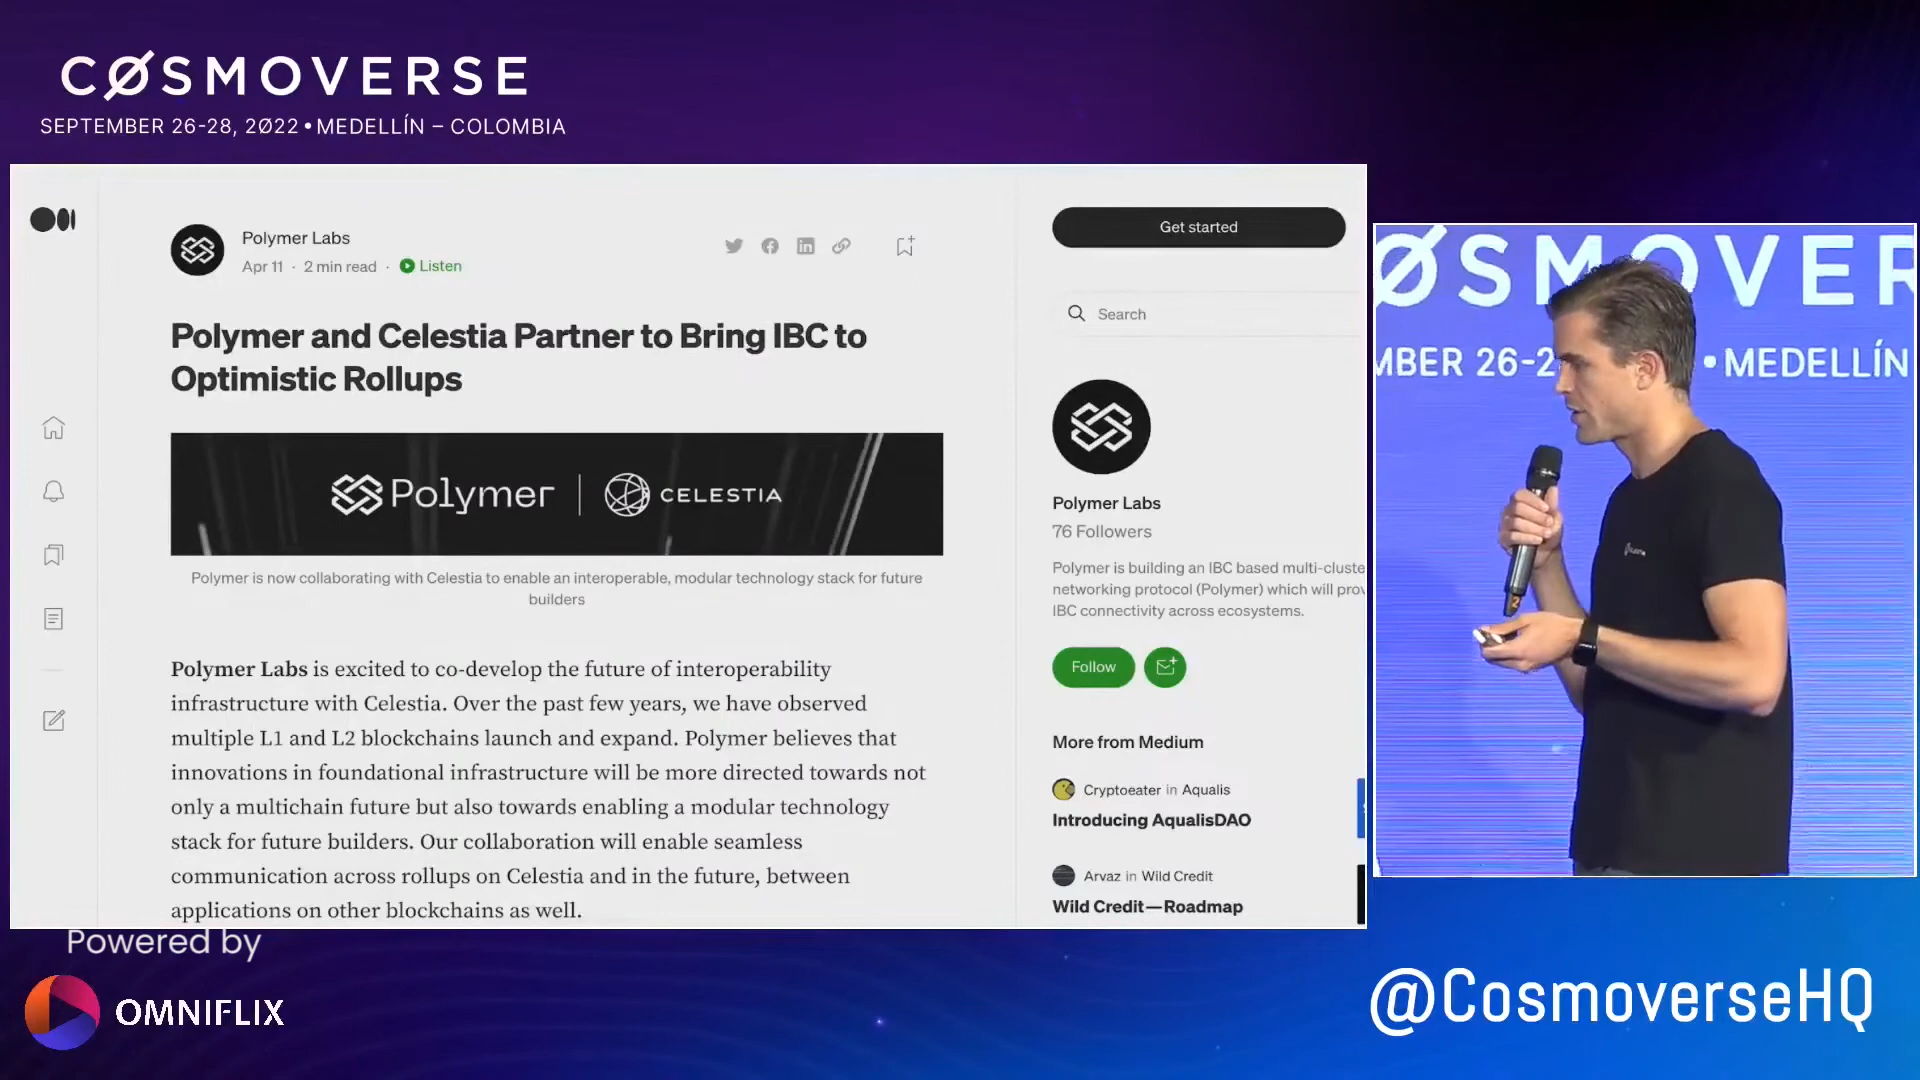 CØSMOVERSE
SEPTEMBER 26-28, 2Ø22 • MEDELLÍN – COLOMBIA
Polymer Labs
Apr 11 · 2 min read · Listen
Polymer and Celestia Partner to Bring IBC to
Optimistic Rollups
Polymer | CELESTIA
Polymer is now collaborating with Celestia to enable an interoperable, modular technology stack for future
builders
Polymer Labs is excited to co-develop the future of interoperability
infrastructure with Celestia. Over the past few years, we have observed
multiple L1 and L2 blockchains launch and expand. Polymer believes that
innovations in foundational infrastructure will be more directed towards not
only a multichain future but also towards enabling a modular technology
stack for future builders. Our collaboration will enable seamless
communication across rollups on Celestia and in the future, between
applications on other blockchains as well.
Get started
Search
Polymer Labs
76 Followers
Polymer is building an IBC based multi-cluste
networking protocol (Polymer) which will prov
IBC connectivity across ecosystems.
Follow
More from Medium
Cryptoeater in Aqualis
Introducing AqualisDAO
Arvaz in Wild Credit
Wild Credit — Roadmap
ØSMOVER
MBER 26-2 • MEDELLÍN
2
Powered by
OMNIFLIX
@CosmoverseHQ